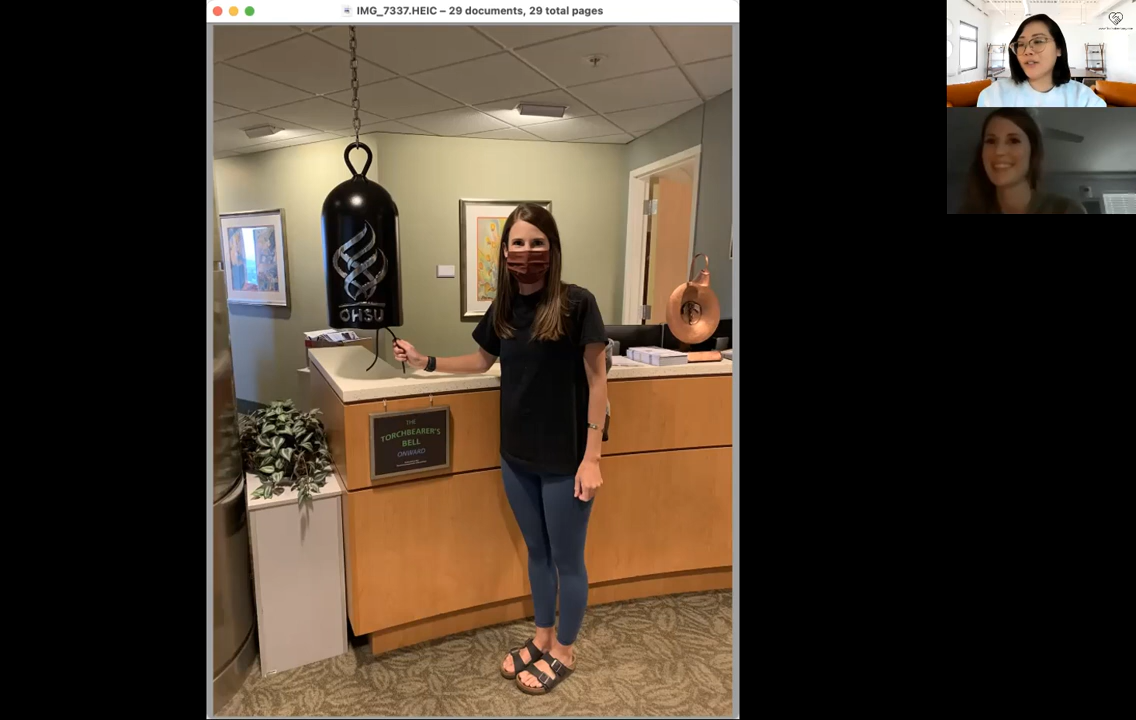 IMG_7337.HEIC – 29 documents, 29 total pages
OHSU
THE
TORCHBEARER'S
BELL
ONWARD